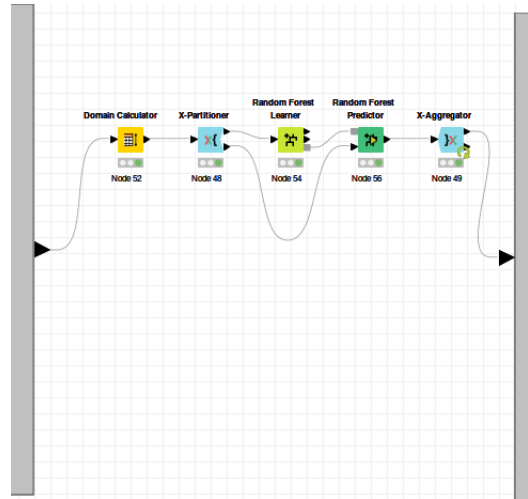 Random Forest Random Forest
Domain Calculator X-Partitioner Learner Predictor X-Aggregator
Node 52 Node 48 Node 54 Node 56 Node 49